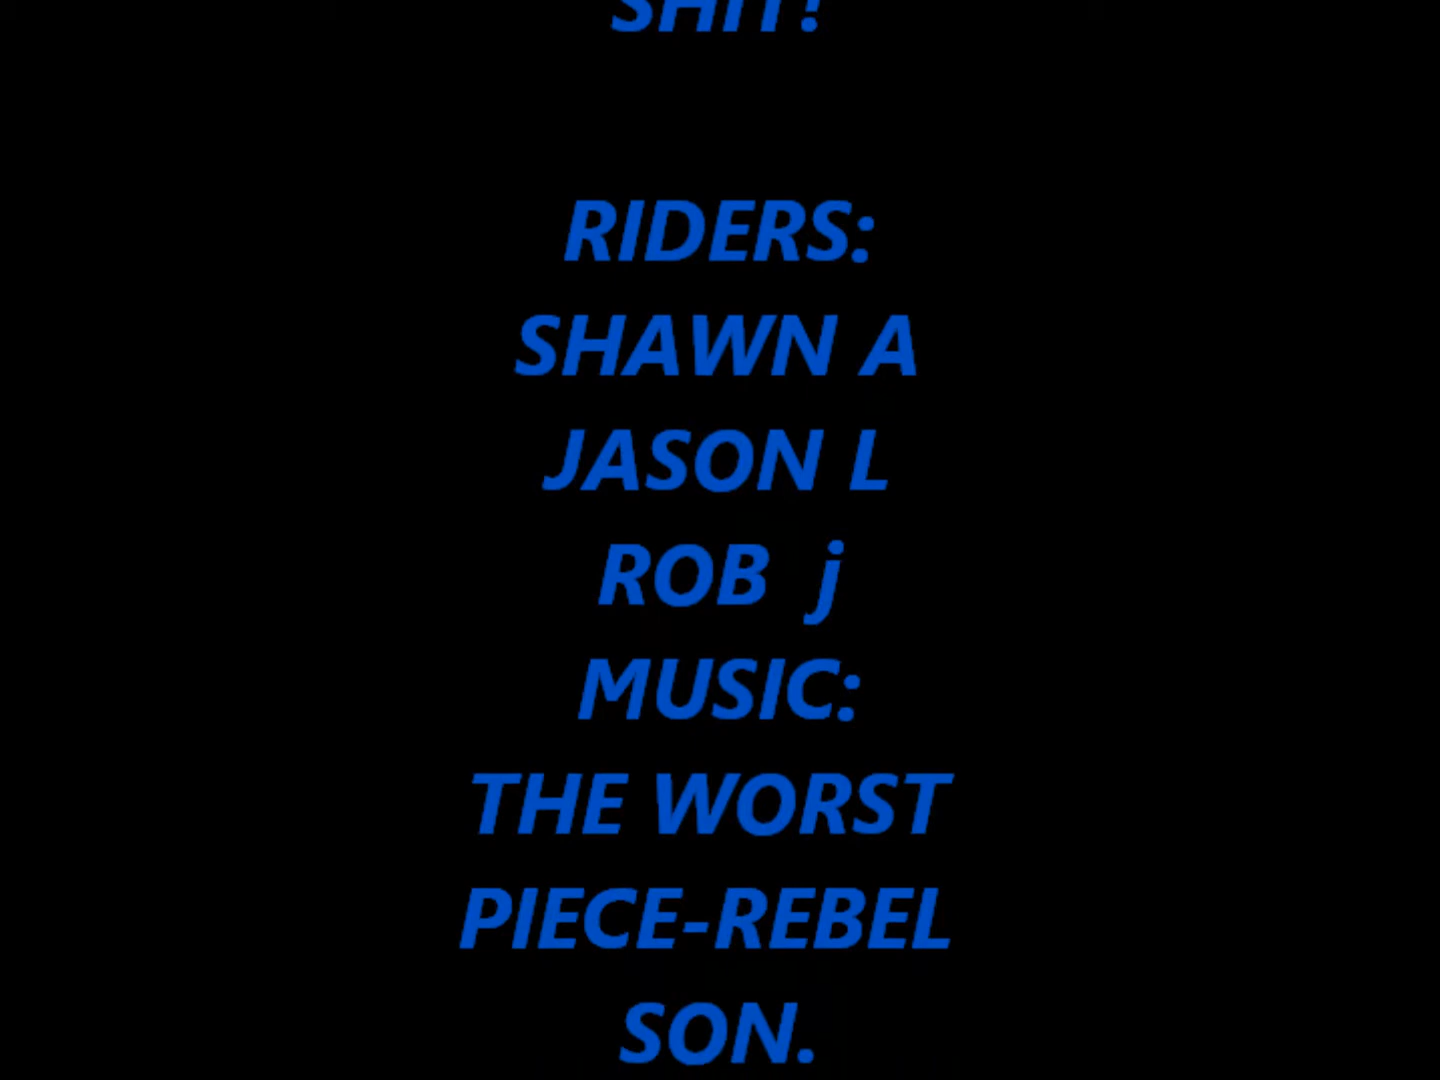 SHIT!
RIDERS:
SHAWN A
JASON L
ROB  j
MUSIC:
THE WORST
PIECE-REBEL
SON.